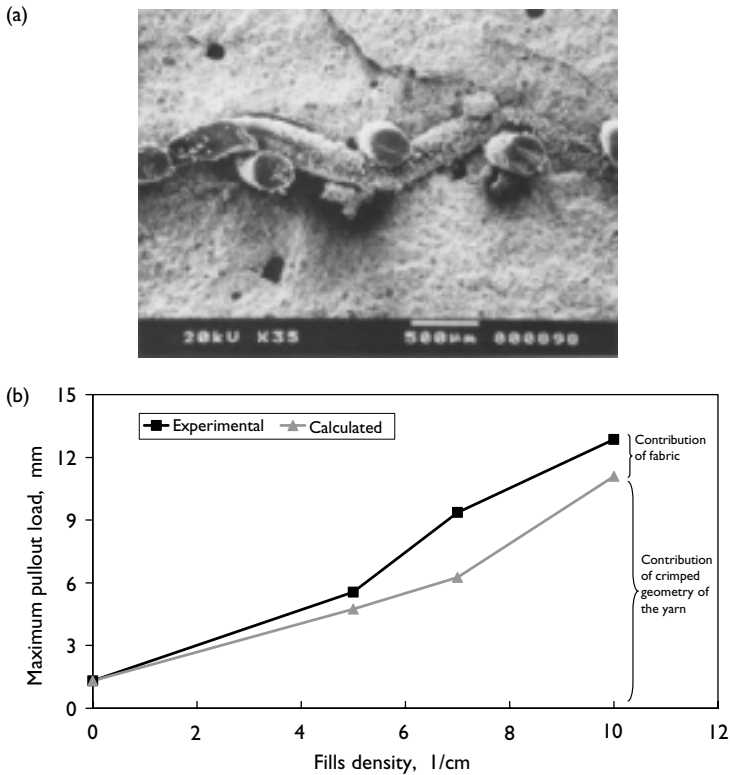 (a)
20kU X35 500µm 000090
(b)
15
12
9
6
3
0
Maximum pullout load, mm
Experimental Calculated
Contribution
of fabric
Contribution
of crimped
geometry of
the yarn
0 2 4 6 8 10 12
Fills density, 1/cm